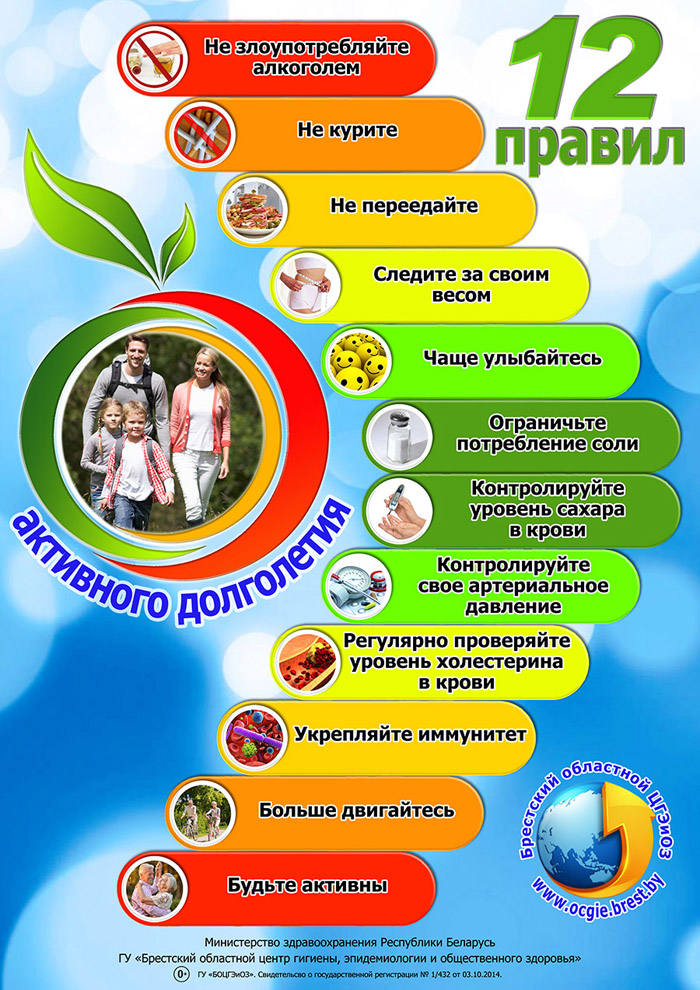 12
правил
активного долголетия
Не злоупотребляйте
алкоголем
Не курите
Не переедайте
Следите за своим
весом
Чаще улыбайтесь
Ограничьте
потребление соли
Контролируйте
уровень сахара
в крови
Контролируйте
свое артериальное
давление
Регулярно проверяйте
уровень холестерина
в крови
Укрепляйте иммунитет
Больше двигайтесь
Будьте активны
Брестский областной ЦГЭиОЗ
www.ocgie.brest.by
Министерство здравоохранения Республики Беларусь
ГУ «Брестский областной центр гигиены, эпидемиологии и общественного здоровья»
0+ ГУ «БОЦГЭиОЗ». Свидетельсво о государственной регистрации № 1/432 от 03.10.2014.